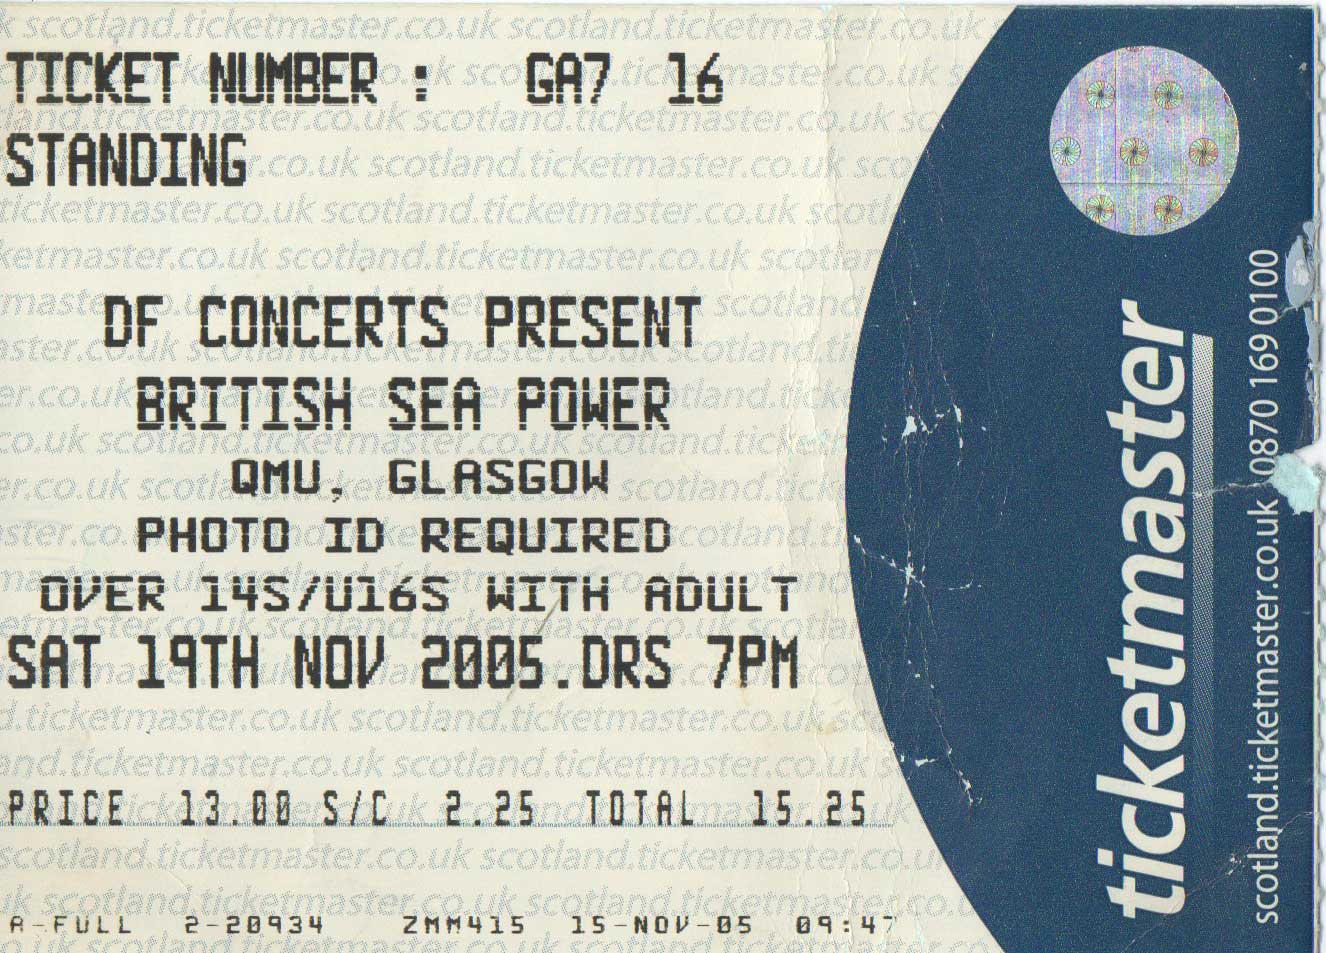 TICKET NUMBER : GA7 16
STANDING
DF CONCERTS PRESENT
BRITISH SEA POWER
QMU, GLASGOW
PHOTO ID REQUIRED
OVER 14S/U16S WITH ADULT
SAT 19TH NOV 2005.DRS 7PM
PRICE 13.00 S/C 2.25 TOTAL 15.25
A-FULL 2-20934 ZMM415 15-NOV-05 09:47
ticketmaster
scotland.ticketmaster.co.uk 0870 169 0100